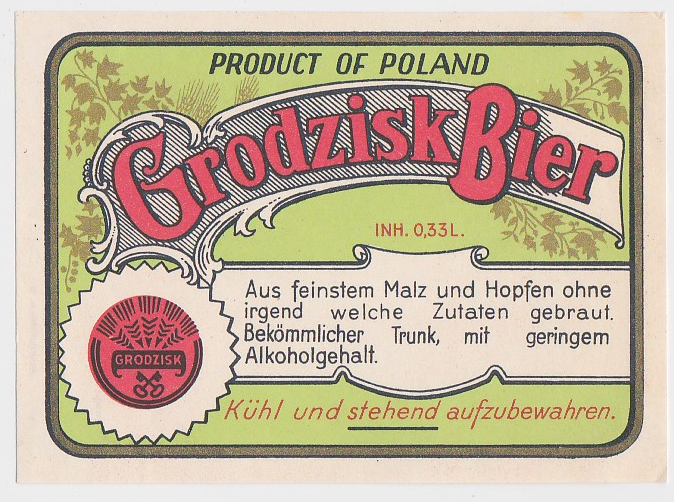 PRODUCT OF POLAND
Grodzisk Bier
INH. 0,33 L.
Aus feinstem Malz und Hopfen ohne
irgend welche Zutaten gebraut.
Bekömmlicher Trunk, mit geringem
Alkoholgehalt.
GRODZISK
Kühl und stehend aufzubewahren.